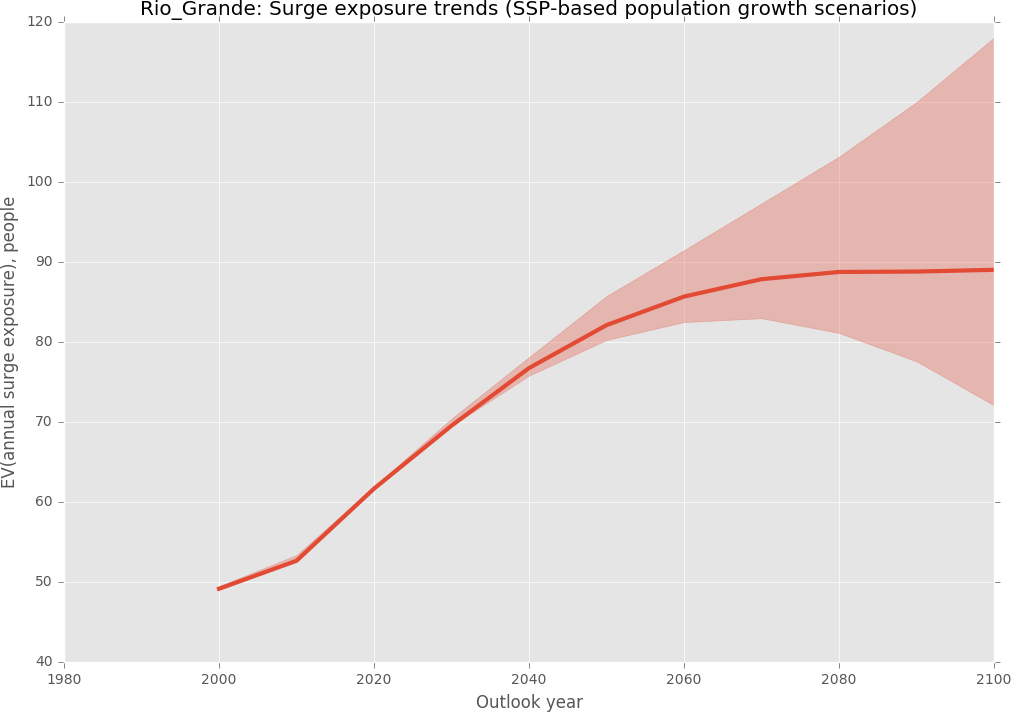 Rio_Grande: Surge exposure trends (SSP-based population growth scenarios)
EV(annual surge exposure), people
120
110
100
90
80
70
60
50
40
1980 2000 2020 2040 2060 2080 2100
Outlook year